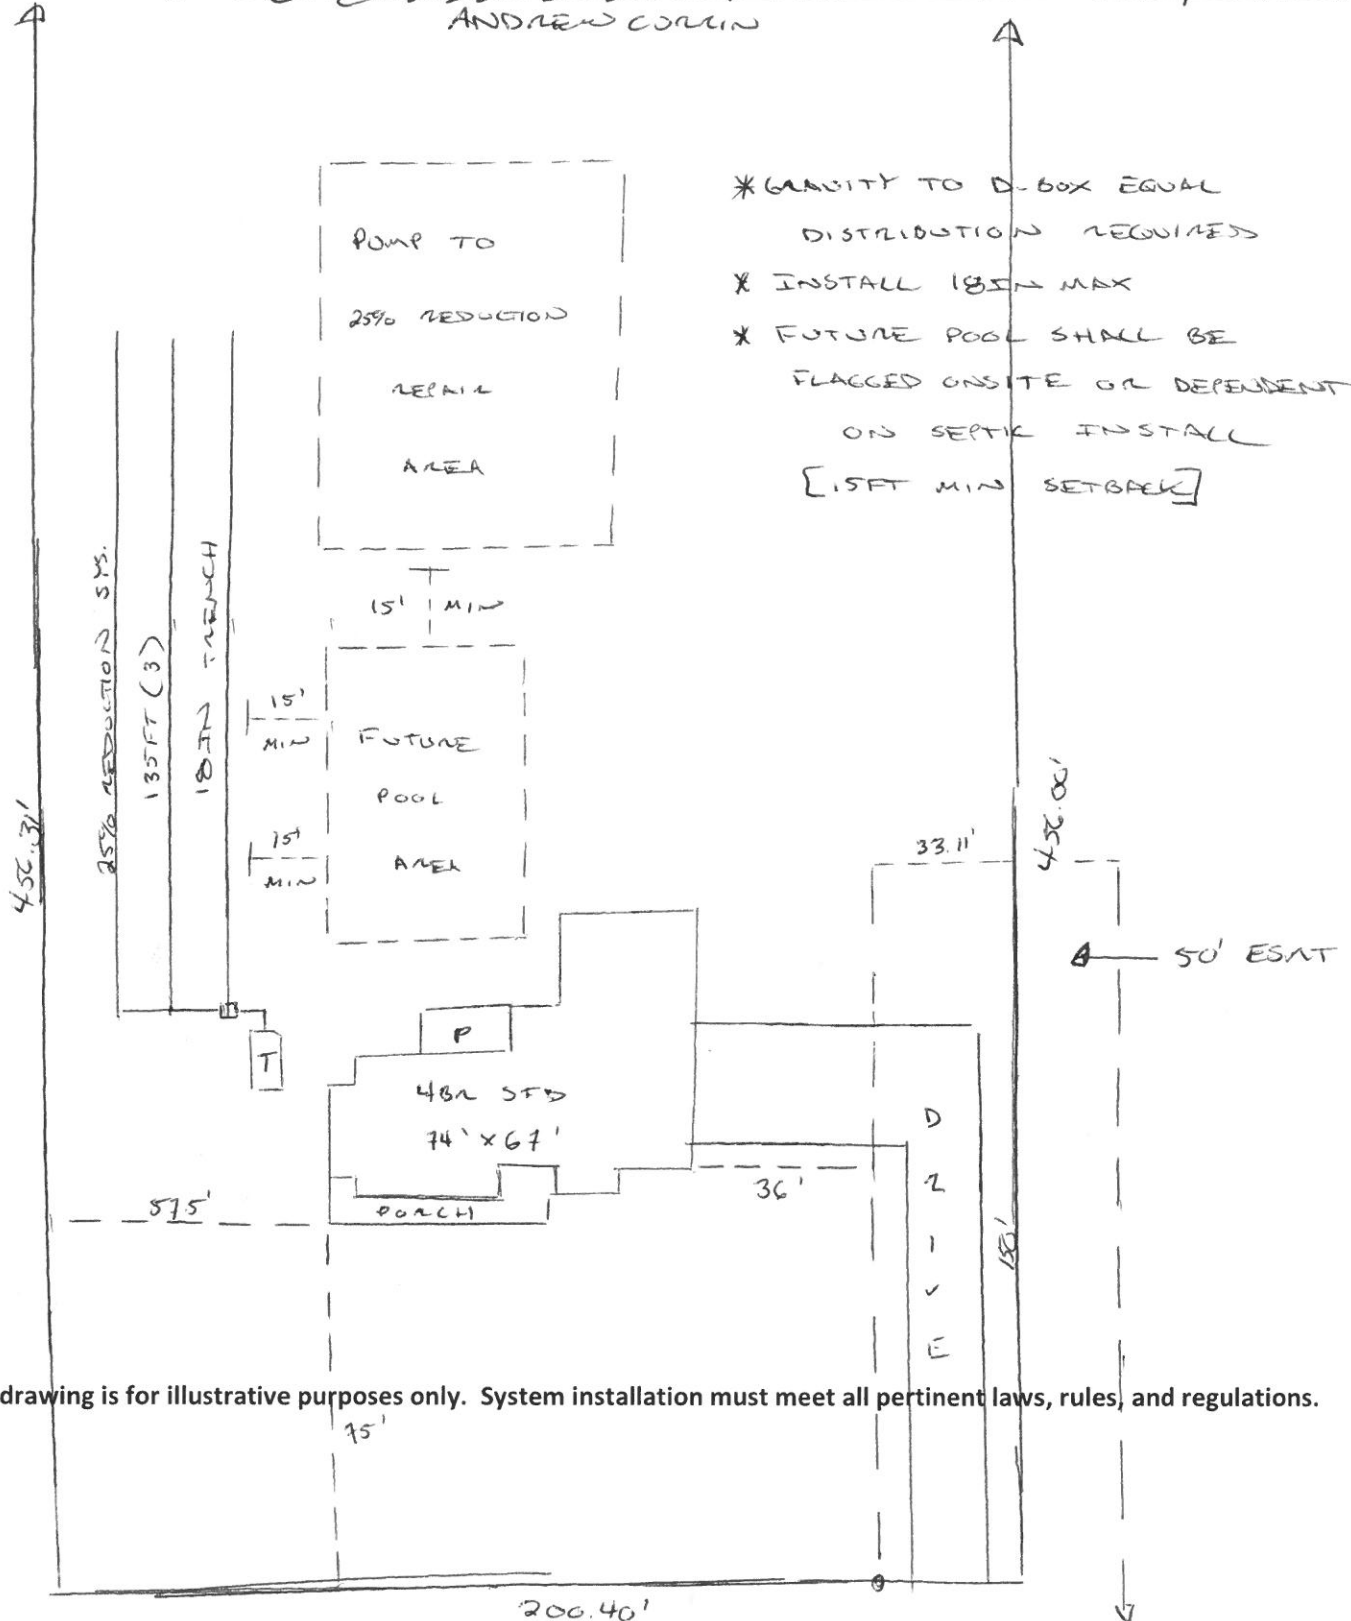 ANDREW CURRIN
* GRAVITY TO D-BOX EQUAL
DISTRIBUTION REQUIRED
* INSTALL 18IN MAX
* FUTURE POOL SHALL BE
FLAGGED ONSITE OR DEPENDENT
ON SEPTIC INSTALL
[15FT MIN SETBACK]
PUMP TO
25% REDUCTION
REPAIR
AREA
15' MIN
25% REDUCTION SYS.
135FT (3)
18IN TRENCH
15'
MIN
15'
MIN
FUTURE
POOL
AREA
456.31'
456.00'
33.11'
50' ESMT
T
P
4BR SFD
74' x 67'
PORCH
57.5'
36'
DRIVE
150'
drawing is for illustrative purposes only. System installation must meet all pertinent laws, rules, and regulations.
75'
200.40'